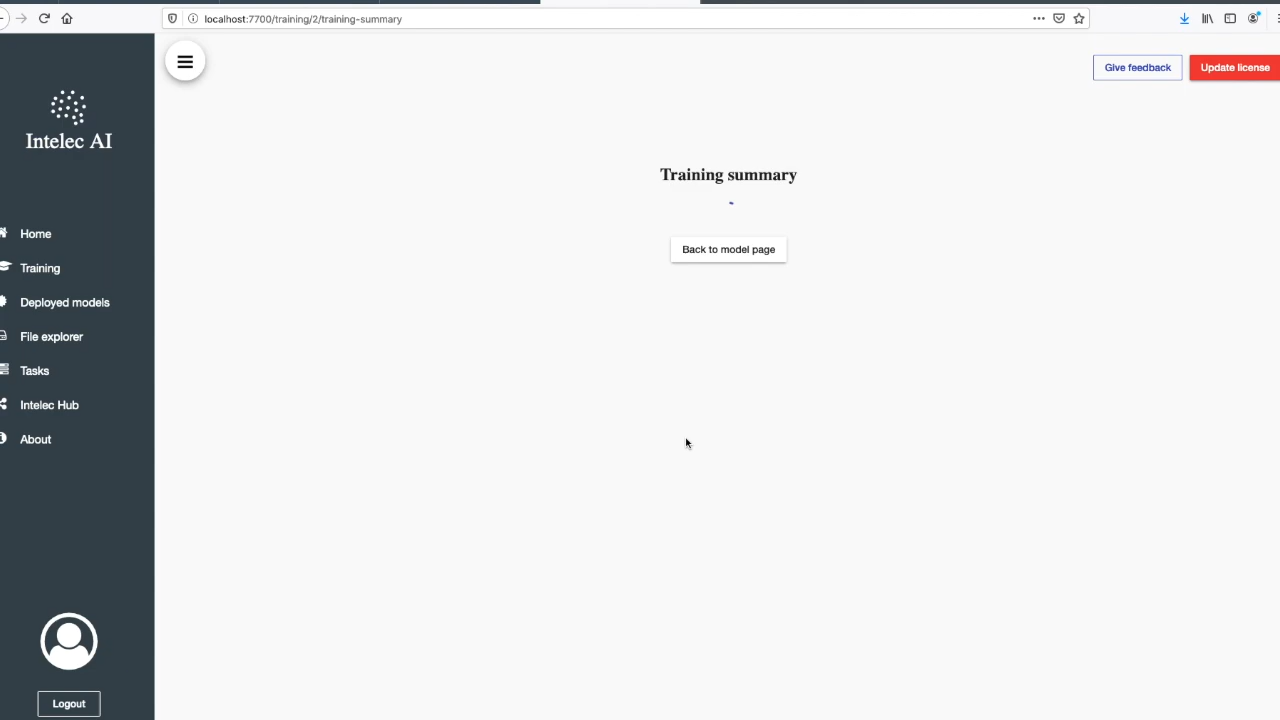 localhost:7700/training/2/training-summary
Give feedback
Update license
Intelec AI
Training summary
Back to model page
Home
Training
Deployed models
File explorer
Tasks
Intelec Hub
About
Logout